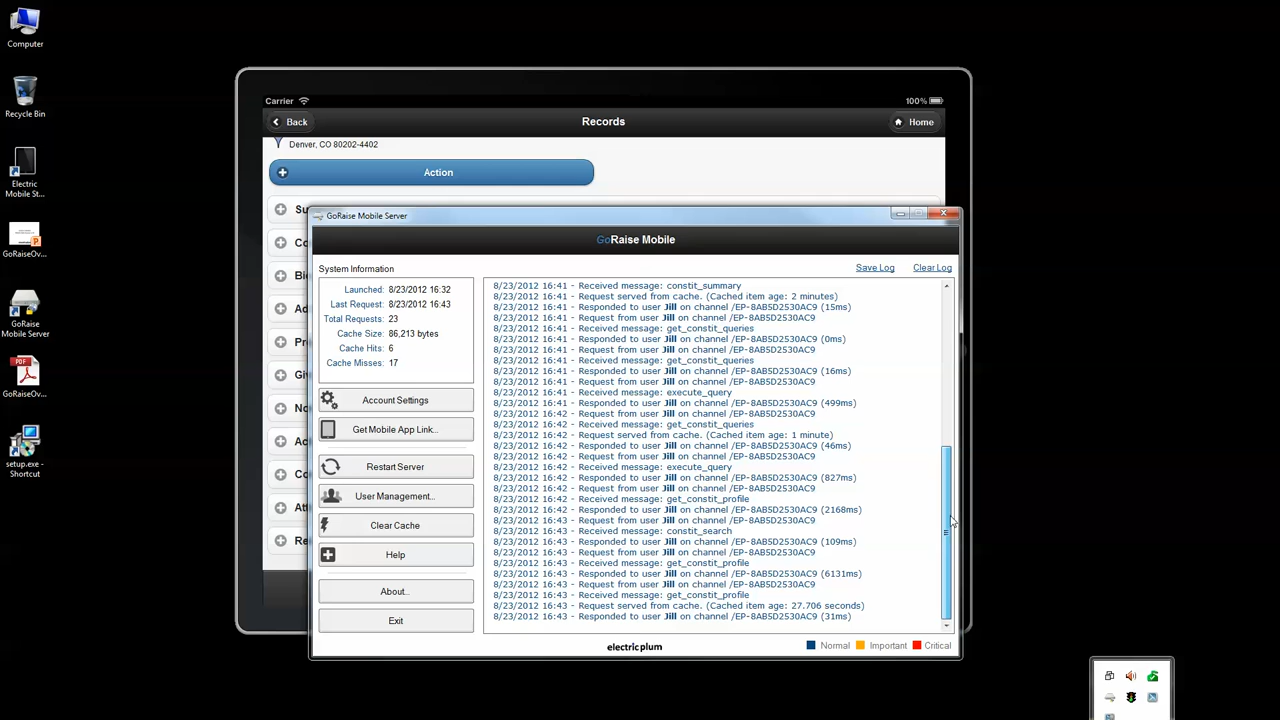 Computer
Recycle Bin
Electric
Mobile St...
GoRaiseOv...
GoRaise
Mobile Server
GoRaiseOv...
setup.exe -
Shortcut
Carrier
100%
Back
Records
Home
Denver, CO 80202-4402
Action
Su
Co
Bi
Ad
Pr
Gi
No
Ac
Co
At
Re
GoRaise Mobile Server
GoRaise Mobile
System Information
Save Log
Clear Log
Launched: 8/23/2012 16:32
Last Request: 8/23/2012 16:43
Total Requests: 23
Cache Size: 86,213 bytes
Cache Hits: 6
Cache Misses: 17
Account Settings
Get Mobile App Link...
Restart Server
User Management...
Clear Cache
Help
About...
Exit
8/23/2012 16:41 - Received message: constit_summary
8/23/2012 16:41 - Request served from cache. (Cached item age: 2 minutes)
8/23/2012 16:41 - Responded to user Jill on channel /EP-8AB5D2530AC9 (15ms)
8/23/2012 16:41 - Request from user Jill on channel /EP-8AB5D2530AC9
8/23/2012 16:41 - Received message: get_constit_queries
8/23/2012 16:41 - Responded to user Jill on channel /EP-8AB5D2530AC9 (0ms)
8/23/2012 16:41 - Request from user Jill on channel /EP-8AB5D2530AC9
8/23/2012 16:41 - Received message: get_constit_queries
8/23/2012 16:41 - Responded to user Jill on channel /EP-8AB5D2530AC9 (16ms)
8/23/2012 16:41 - Request from user Jill on channel /EP-8AB5D2530AC9
8/23/2012 16:41 - Received message: execute_query
8/23/2012 16:41 - Responded to user Jill on channel /EP-8AB5D2530AC9 (499ms)
8/23/2012 16:42 - Request from user Jill on channel /EP-8AB5D2530AC9
8/23/2012 16:42 - Received message: get_constit_queries
8/23/2012 16:42 - Request served from cache. (Cached item age: 1 minute)
8/23/2012 16:42 - Responded to user Jill on channel /EP-8AB5D2530AC9 (46ms)
8/23/2012 16:42 - Request from user Jill on channel /EP-8AB5D2530AC9
8/23/2012 16:42 - Received message: execute_query
8/23/2012 16:42 - Responded to user Jill on channel /EP-8AB5D2530AC9 (827ms)
8/23/2012 16:42 - Request from user Jill on channel /EP-8AB5D2530AC9
8/23/2012 16:42 - Received message: get_constit_profile
8/23/2012 16:42 - Responded to user Jill on channel /EP-8AB5D2530AC9 (2168ms)
8/23/2012 16:43 - Request from user Jill on channel /EP-8AB5D2530AC9
8/23/2012 16:43 - Received message: constit_search
8/23/2012 16:43 - Responded to user Jill on channel /EP-8AB5D2530AC9 (109ms)
8/23/2012 16:43 - Request from user Jill on channel /EP-8AB5D2530AC9
8/23/2012 16:43 - Received message: get_constit_profile
8/23/2012 16:43 - Responded to user Jill on channel /EP-8AB5D2530AC9 (6131ms)
8/23/2012 16:43 - Request from user Jill on channel /EP-8AB5D2530AC9
8/23/2012 16:43 - Received message: get_constit_profile
8/23/2012 16:43 - Request served from cache. (Cached item age: 27.706 seconds)
8/23/2012 16:43 - Responded to user Jill on channel /EP-8AB5D2530AC9 (31ms)
electricplum
Normal
Important
Critical